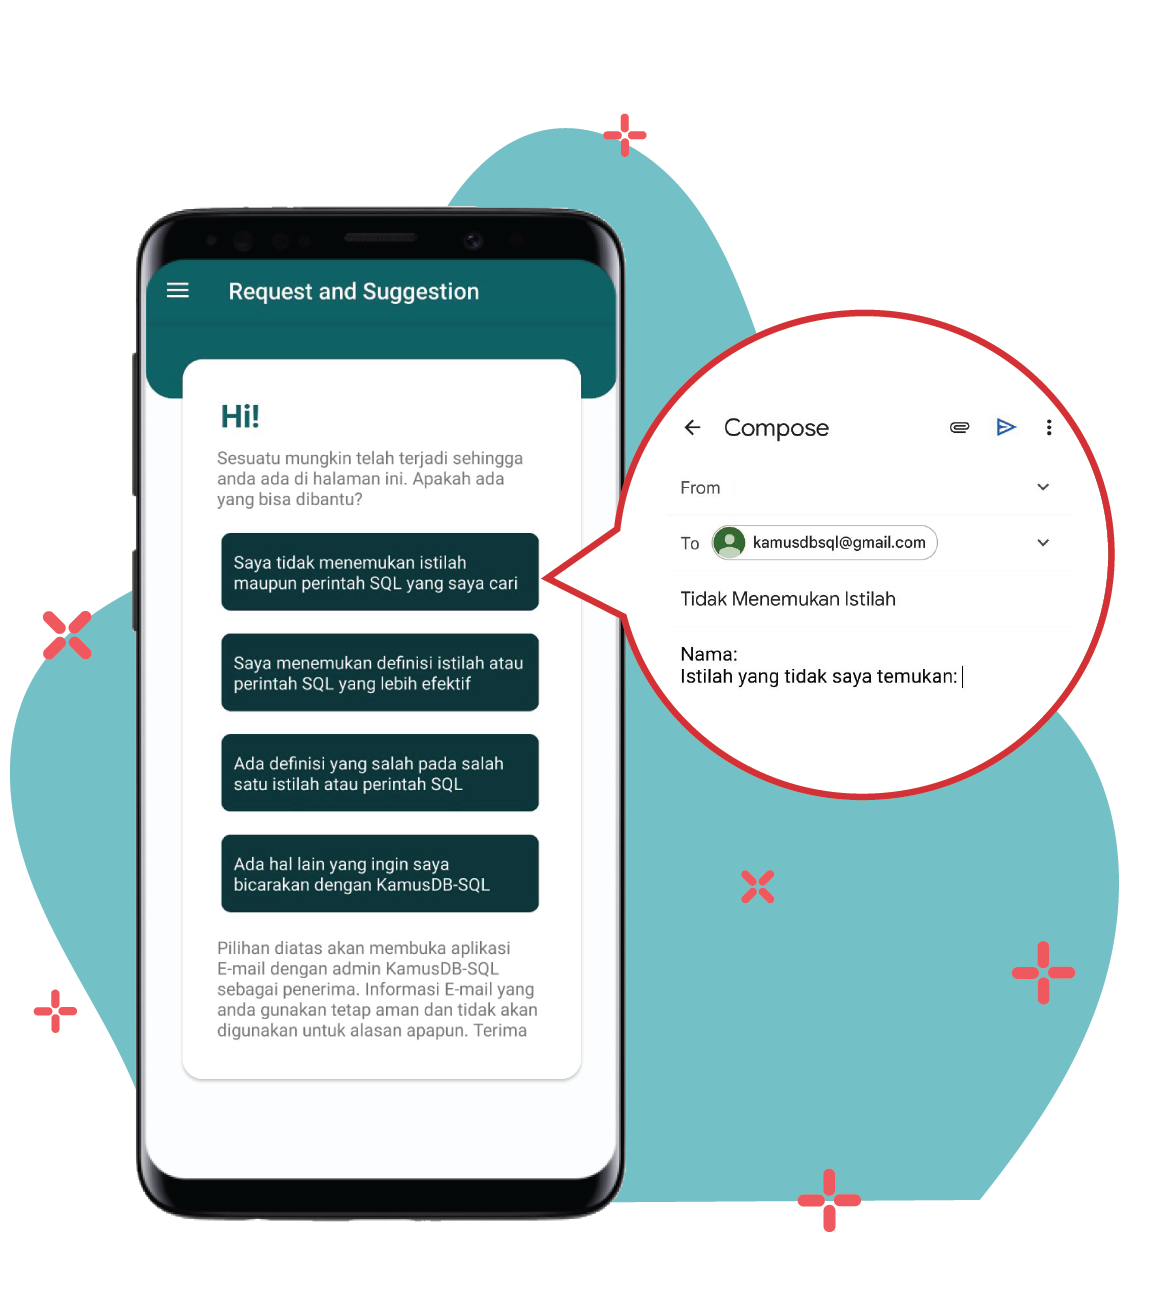 Request and Suggestion
Hi!
Sesuatu mungkin telah terjadi sehingga
anda ada di halaman ini. Apakah ada
yang bisa dibantu?
Saya tidak menemukan istilah
maupun perintah SQL yang saya cari
Saya menemukan definisi istilah atau
perintah SQL yang lebih efektif
Ada definisi yang salah pada salah
satu istilah atau perintah SQL
Ada hal lain yang ingin saya
bicarakan dengan KamusDB-SQL
Pilihan diatas akan membuka aplikasi
E-mail dengan admin KamusDB-SQL
sebagai penerima. Informasi E-mail yang
anda gunakan tetap aman dan tidak akan
digunakan untuk alasan apapun. Terima
Compose
From
To kamusdbsql@gmail.com
Tidak Menemukan Istilah
Nama:
Istilah yang tidak saya temukan: